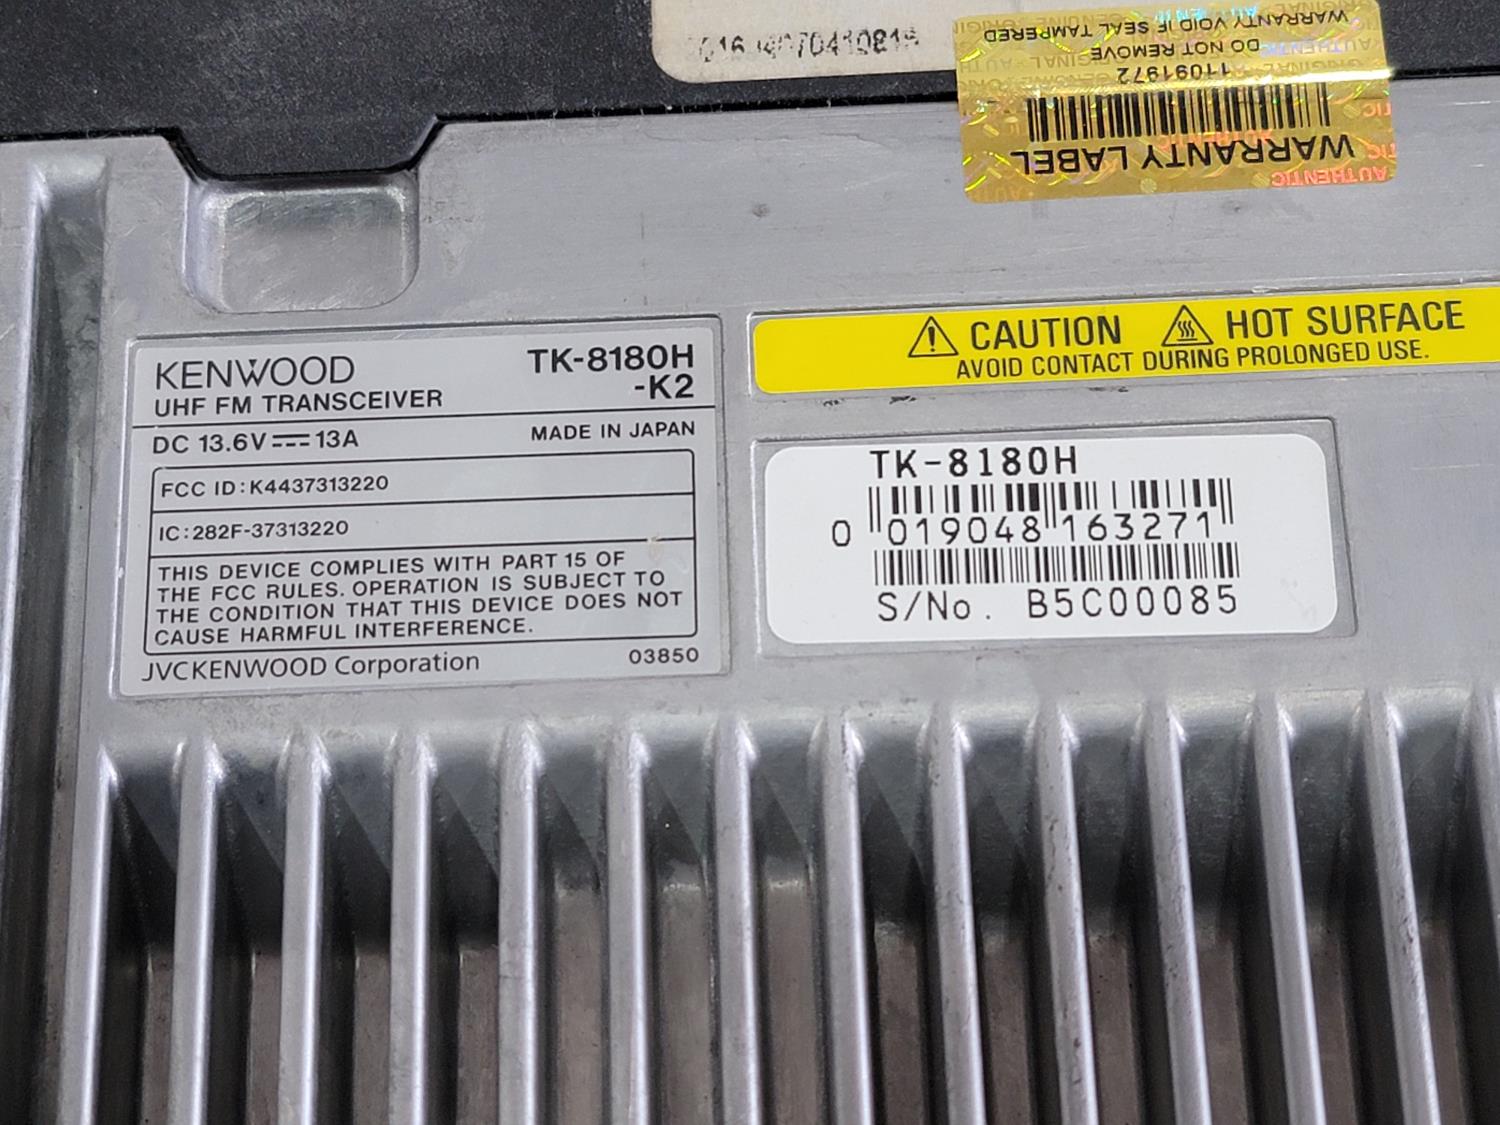 WARRANTY VOID IF SEAL TAMPERED
DO NOT REMOVE
11091972
WARRANTY LABEL
AUTHENTIC
KENWOOD
UHF FM TRANSCEIVER
TK-8180H
-K2
DC 13.6V⎓13A
MADE IN JAPAN
FCC ID:K4437313220
IC:282F-37313220
THIS DEVICE COMPLIES WITH PART 15 OF
THE FCC RULES. OPERATION IS SUBJECT TO
THE CONDITION THAT THIS DEVICE DOES NOT
CAUSE HARMFUL INTERFERENCE.
JVCKENWOOD Corporation
03850
CAUTION
HOT SURFACE
AVOID CONTACT DURING PROLONGED USE.
TK-8180H
0 019048 163271
S/No. B5C00085